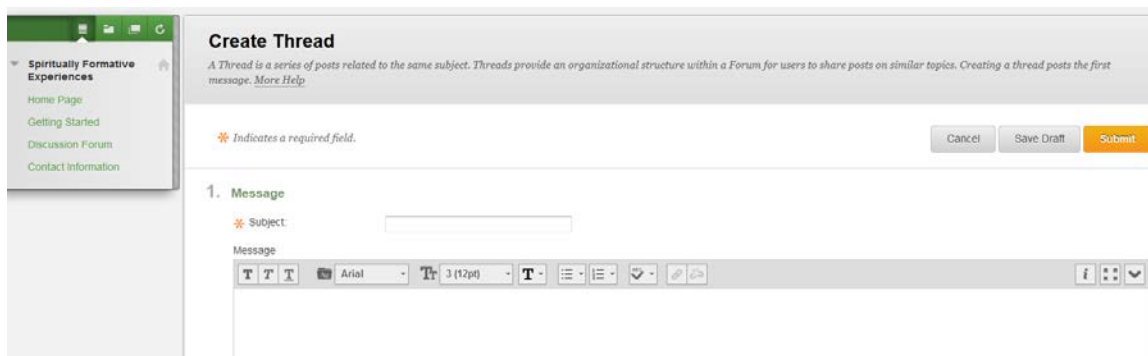 Spiritually Formative
Experiences
Home Page
Getting Started
Discussion Forum
Contact Information
Create Thread
A Thread is a series of posts related to the same subject. Threads provide an organizational structure within a Forum for users to share posts on similar topics. Creating a thread posts the first
message. More Help
Indicates a required field.
Cancel Save Draft Submit
1. Message
Subject:
Message
T T T Arial TT 3 (12pt) T i